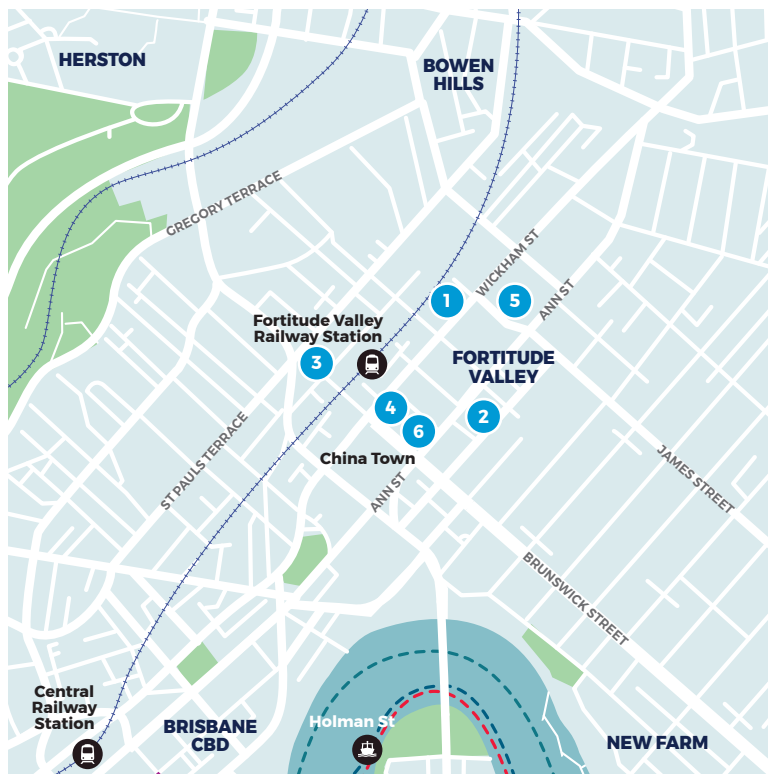 HERSTON
BOWEN
HILLS
GREGORY TERRACE
WICKHAM ST
1
5
ANN ST
Fortitude Valley
Railway Station
3
FORTITUDE
VALLEY
4
2
6
China Town
ST PAULS TERRACE
ANN ST
JAMES STREET
BRUNSWICK STREET
Central
Railway
Station
BRISBANE
CBD
Holman St
NEW FARM